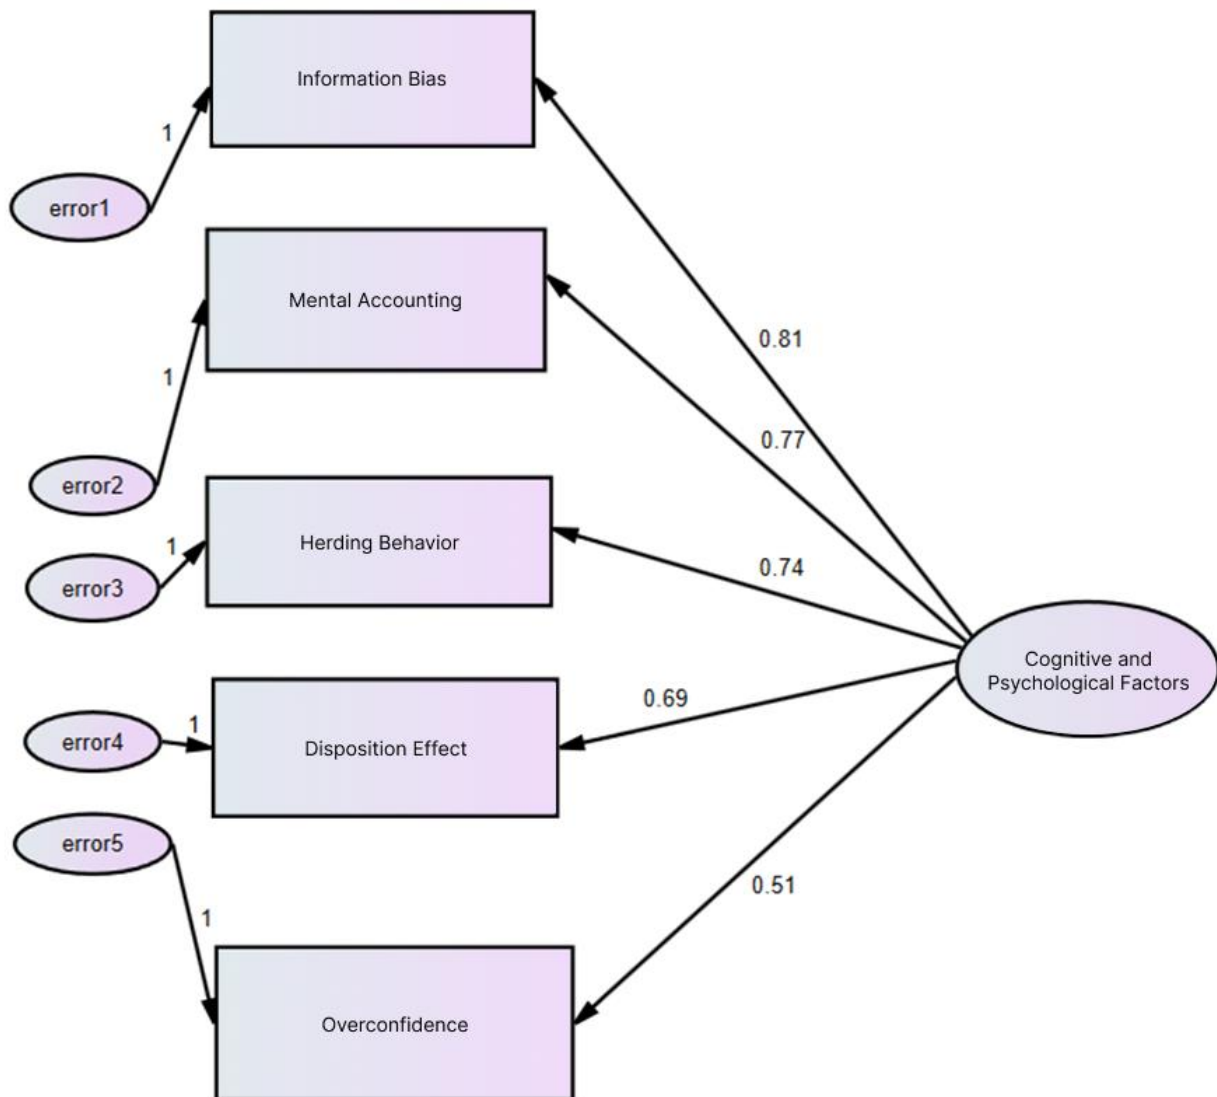 Information Bias
1
error1
Mental Accounting
0.81
1
0.77
error2
Herding Behavior
1
0.74
error3
Cognitive and
Psychological Factors
0.69
1
error4
Disposition Effect
error5
0.51
1
Overconfidence